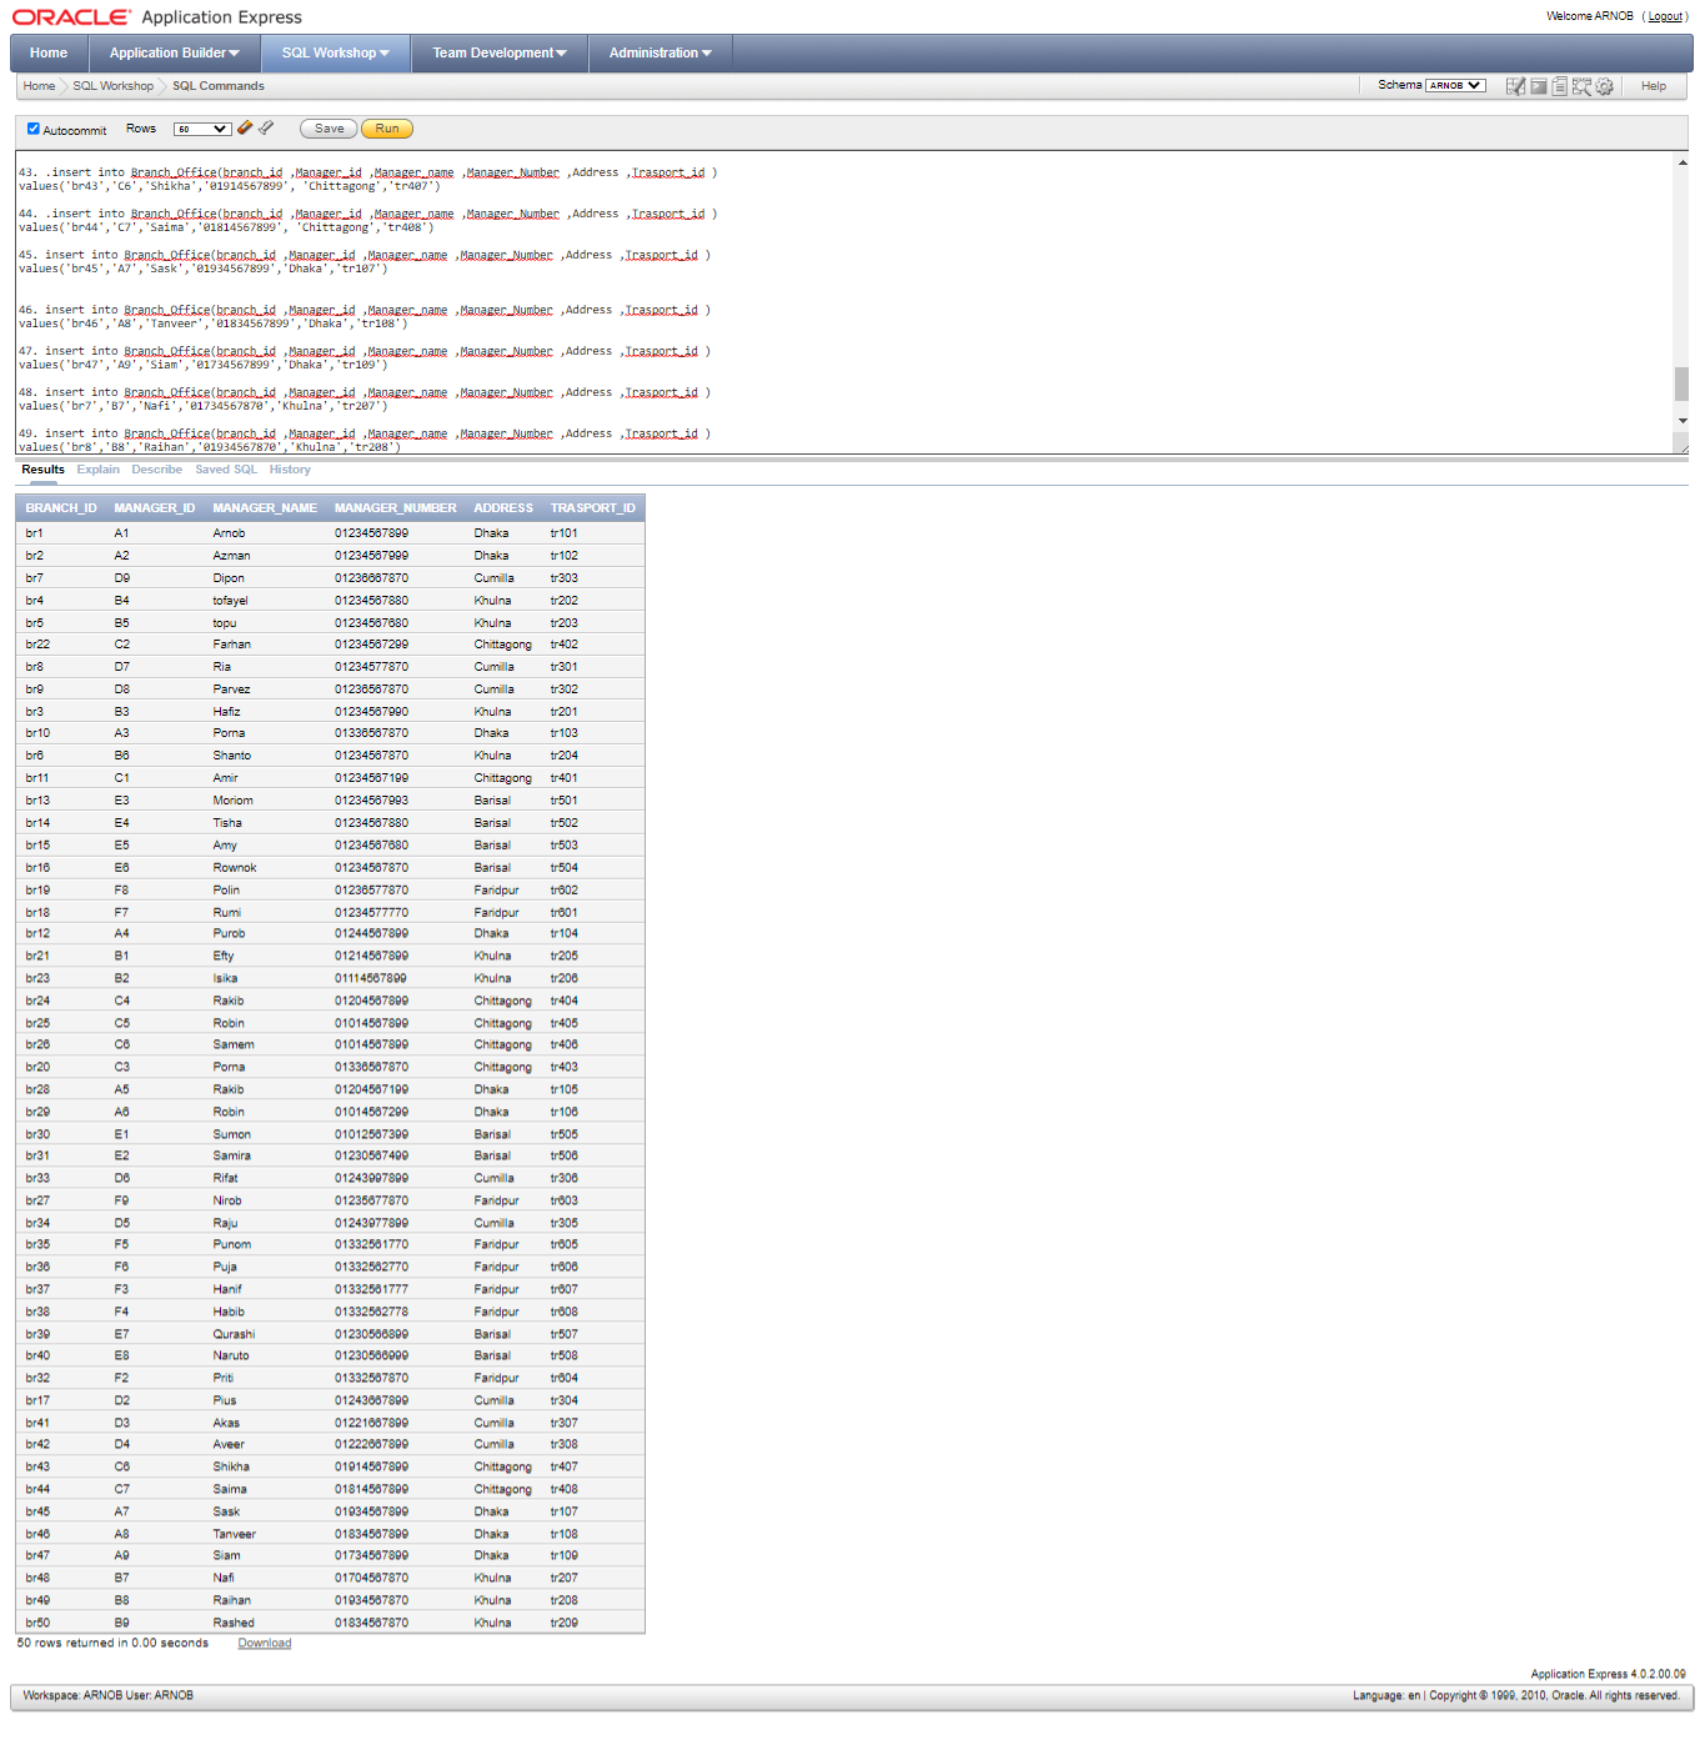 ORACLE Application Express
Welcome ARNOB ( Logout )
Home Application Builder SQL Workshop Team Development Administration
Home SQL Workshop SQL Commands Schema ARNOB Help
Autocommit Rows 60 Save Run
43. .insert into Branch_Office(branch_id ,Manager_id ,Manager_name ,Manager_Number ,Address ,Trasport_id )
values('br43','C6','Shikha','01914567899', 'Chittagong','tr407')
44. .insert into Branch_Office(branch_id ,Manager_id ,Manager_name ,Manager_Number ,Address ,Trasport_id )
values('br44','C7','Saima','01814567899', 'Chittagong','tr408')
45. insert into Branch_Office(branch_id ,Manager_id ,Manager_name ,Manager_Number ,Address ,Trasport_id )
values('br45','A7','Sask','01934567899','Dhaka','tr107')
46. insert into Branch_Office(branch_id ,Manager_id ,Manager_name ,Manager_Number ,Address ,Trasport_id )
values('br46','A8','Tanveer','01834567899','Dhaka','tr108')
47. insert into Branch_Office(branch_id ,Manager_id ,Manager_name ,Manager_Number ,Address ,Trasport_id )
values('br47','A9','Siam','01734567899','Dhaka','tr109')
48. insert into Branch_Office(branch_id ,Manager_id ,Manager_name ,Manager_Number ,Address ,Trasport_id )
values('br7','B7','Nafi','01734567870','Khulna','tr207')
49. insert into Branch_Office(branch_id ,Manager_id ,Manager_name ,Manager_Number ,Address ,Trasport_id )
values('br8','B8','Raihan','01934567870','Khulna','tr208')
Results Explain Describe Saved SQL History
BRANCH_ID MANAGER_ID MANAGER_NAME MANAGER_NUMBER ADDRESS TRASPORT_ID
br1 A1 Arnob 01234567899 Dhaka tr101
br2 A2 Azman 01234567999 Dhaka tr102
br7 D9 Dipon 01236667870 Cumilla tr303
br4 B4 tofayel 01234567880 Khulna tr202
br5 B5 topu 01234567680 Khulna tr203
br22 C2 Farhan 01234567299 Chittagong tr402
br8 D7 Ria 01234577870 Cumilla tr301
br9 D8 Parvez 01236567870 Cumilla tr302
br3 B3 Hafiz 01234567990 Khulna tr201
br10 A3 Porna 01336567870 Dhaka tr103
br6 B6 Shanto 01234567870 Khulna tr204
br11 C1 Amir 01234567199 Chittagong tr401
br13 E3 Moriom 01234567993 Barisal tr501
br14 E4 Tisha 01234567880 Barisal tr502
br15 E5 Amy 01234567680 Barisal tr503
br16 E6 Rownok 01234567870 Barisal tr504
br19 F8 Polin 01236577870 Faridpur tr602
br18 F7 Rumi 01234577770 Faridpur tr601
br12 A4 Purob 01244567899 Dhaka tr104
br21 B1 Efty 01214567899 Khulna tr205
br23 B2 Isika 01114567899 Khulna tr206
br24 C4 Rakib 01204567899 Chittagong tr404
br25 C5 Robin 01014567899 Chittagong tr405
br26 C6 Samem 01014567899 Chittagong tr406
br20 C3 Porna 01336567870 Chittagong tr403
br28 A5 Rakib 01204567199 Dhaka tr105
br29 A6 Robin 01014567299 Dhaka tr106
br30 E1 Sumon 01012567399 Barisal tr505
br31 E2 Samira 01230567499 Barisal tr506
br33 D6 Rifat 01243997899 Cumilla tr306
br27 F9 Nirob 01235677870 Faridpur tr603
br34 D5 Raju 01243977899 Cumilla tr305
br35 F5 Punom 01332561770 Faridpur tr605
br36 F6 Puja 01332562770 Faridpur tr606
br37 F3 Hanif 01332561777 Faridpur tr607
br38 F4 Habib 01332562778 Faridpur tr608
br39 E7 Qurashi 01230566899 Barisal tr507
br40 E8 Naruto 01230566999 Barisal tr508
br32 F2 Priti 01332567870 Faridpur tr604
br17 D2 Pius 01243667899 Cumilla tr304
br41 D3 Akas 01221667899 Cumilla tr307
br42 D4 Aveer 01222667899 Cumilla tr308
br43 C6 Shikha 01914567899 Chittagong tr407
br44 C7 Saima 01814567899 Chittagong tr408
br45 A7 Sask 01934567899 Dhaka tr107
br46 A8 Tanveer 01834567899 Dhaka tr108
br47 A9 Siam 01734567899 Dhaka tr109
br48 B7 Nafi 01704567870 Khulna tr207
br49 B8 Raihan 01934567870 Khulna tr208
br50 B9 Rashed 01834567870 Khulna tr209
50 rows returned in 0.00 seconds Download
Application Express 4.0.2.00.09
Workspace: ARNOB User: ARNOB Language: en | Copyright © 1999, 2010, Oracle. All rights reserved.